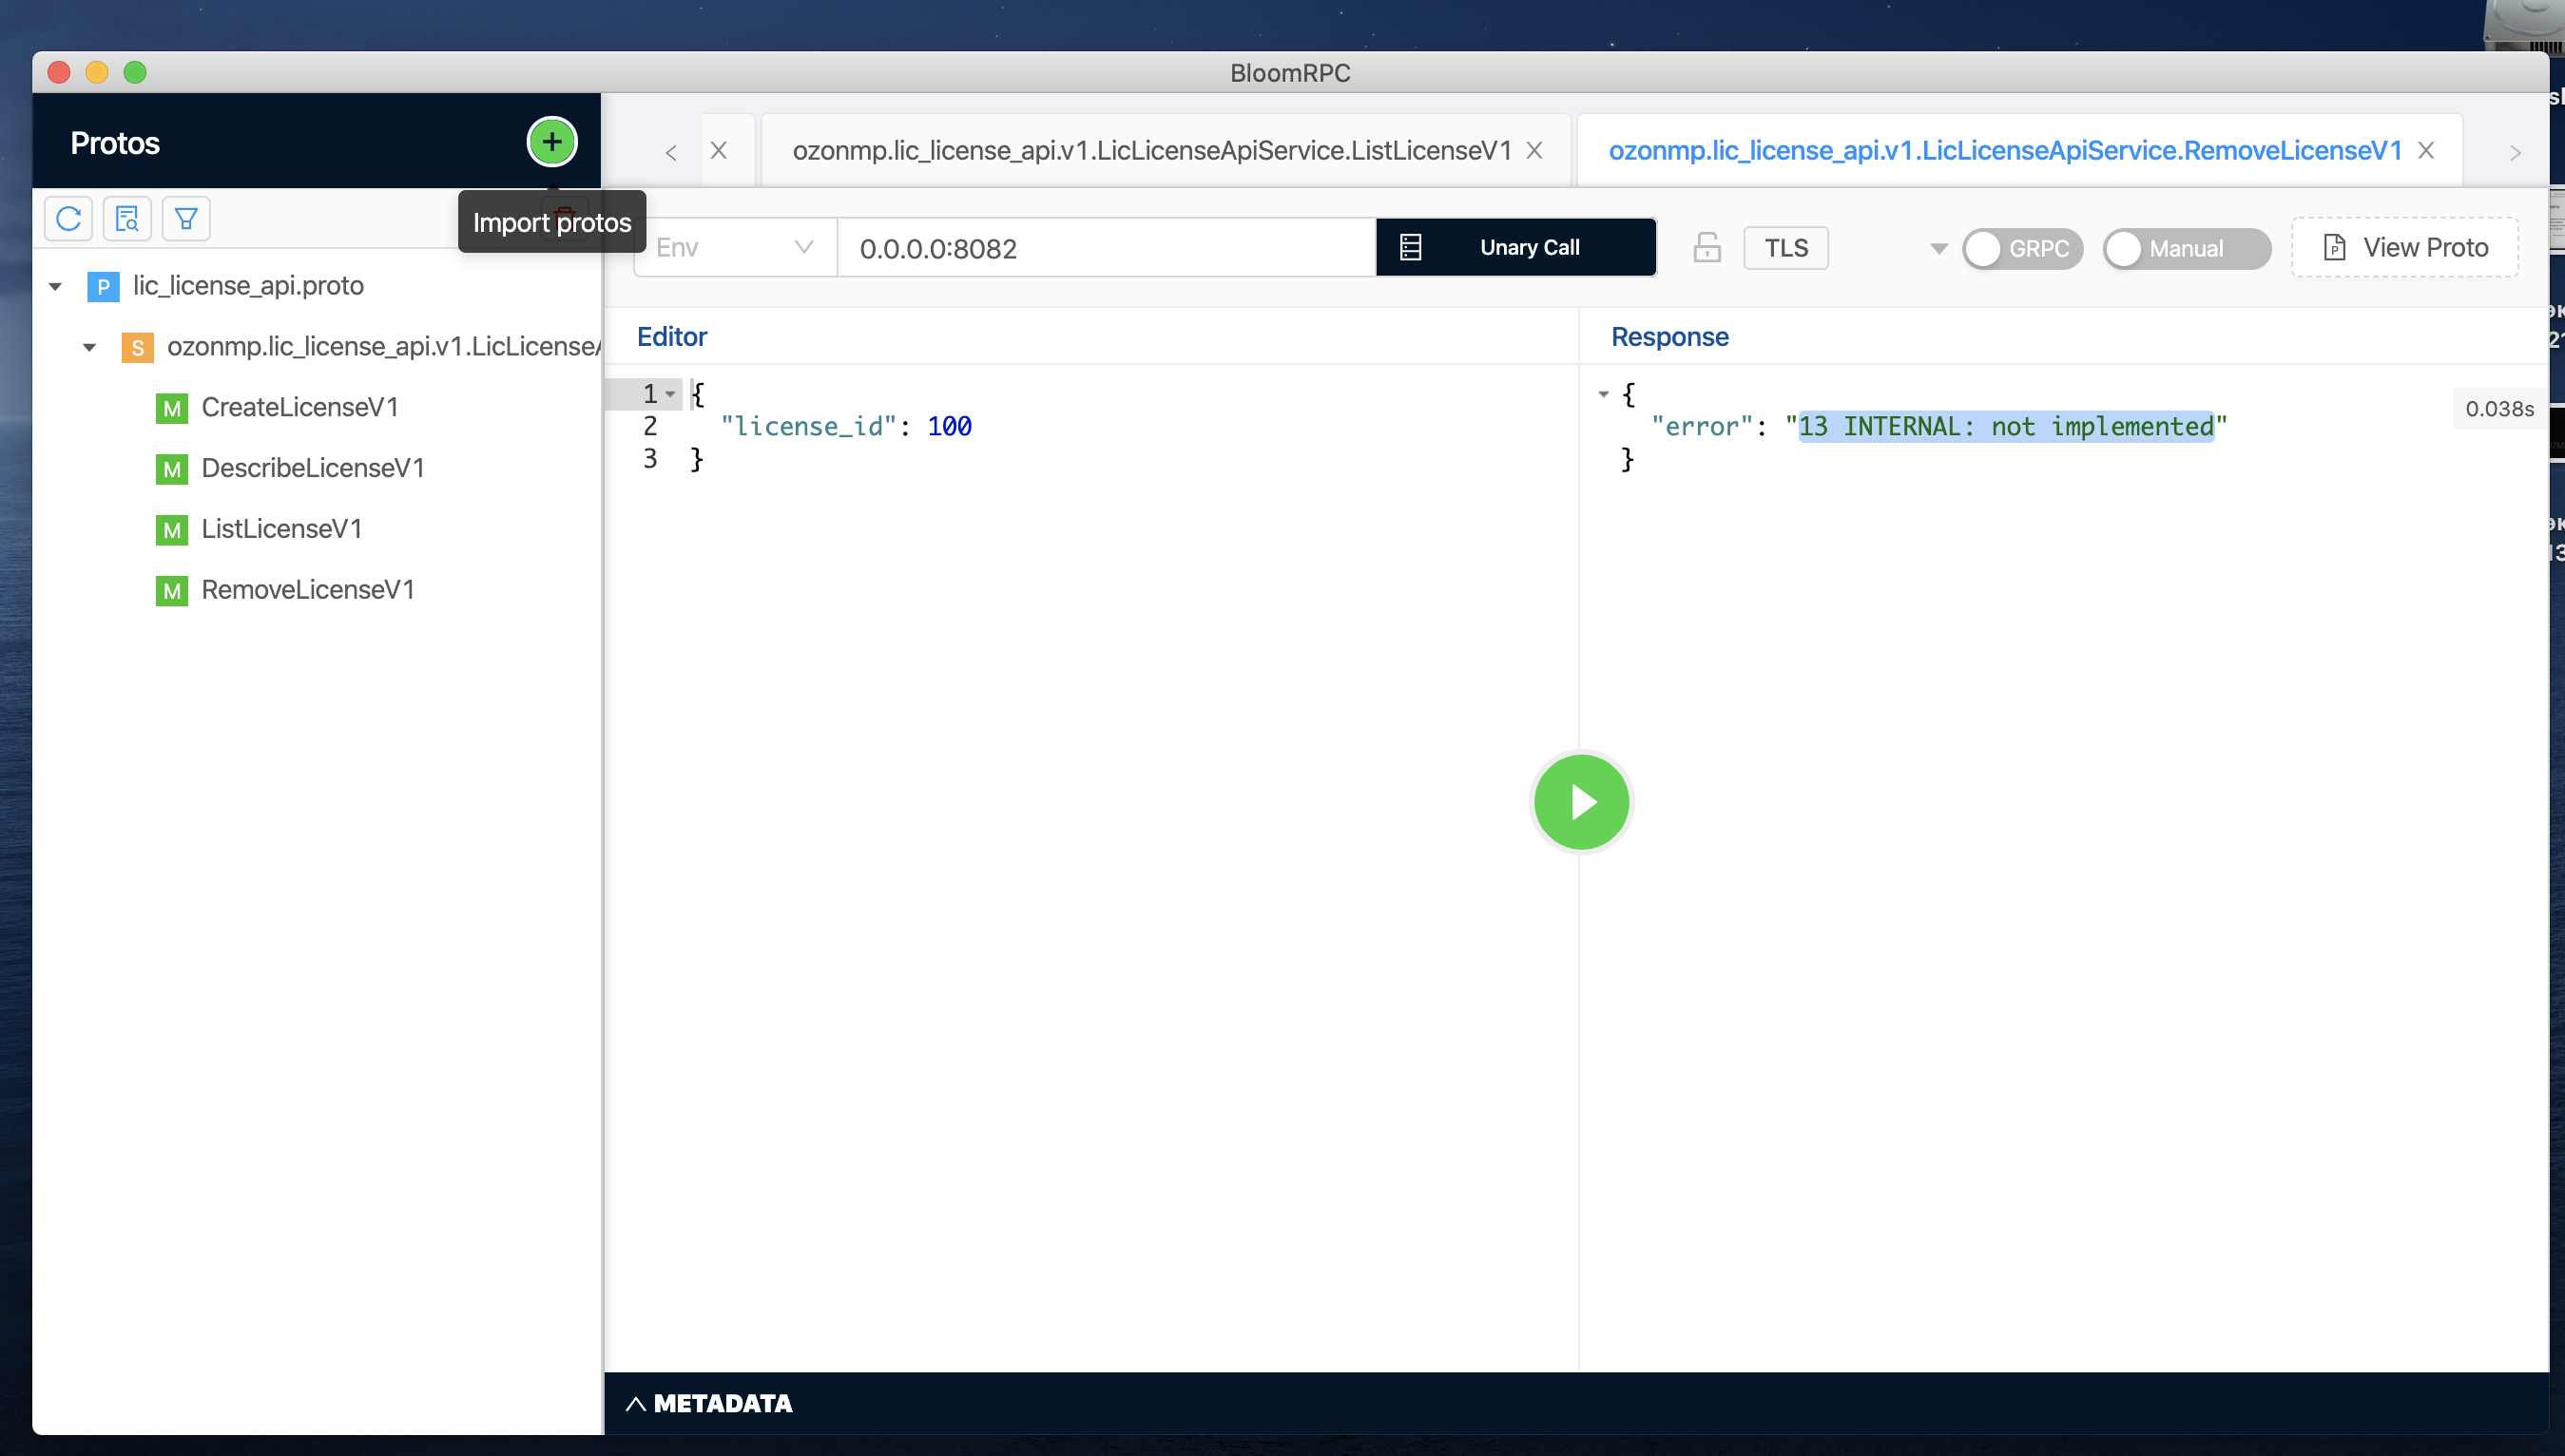 BloomRPC
Protos
ozonmp.lic_license_api.v1.LicLicenseApiService.ListLicenseV1
ozonmp.lic_license_api.v1.LicLicenseApiService.RemoveLicenseV1
Import protos
Env
0.0.0.0:8082
Unary Call
TLS
GRPC
Manual
View Proto
P lic_license_api.proto
S ozonmp.lic_license_api.v1.LicLicense
M CreateLicenseV1
M DescribeLicenseV1
M ListLicenseV1
M RemoveLicenseV1
Editor
1 {
2 "license_id": 100
3 }
Response
{
"error": "13 INTERNAL: not implemented"
}
0.038s
METADATA